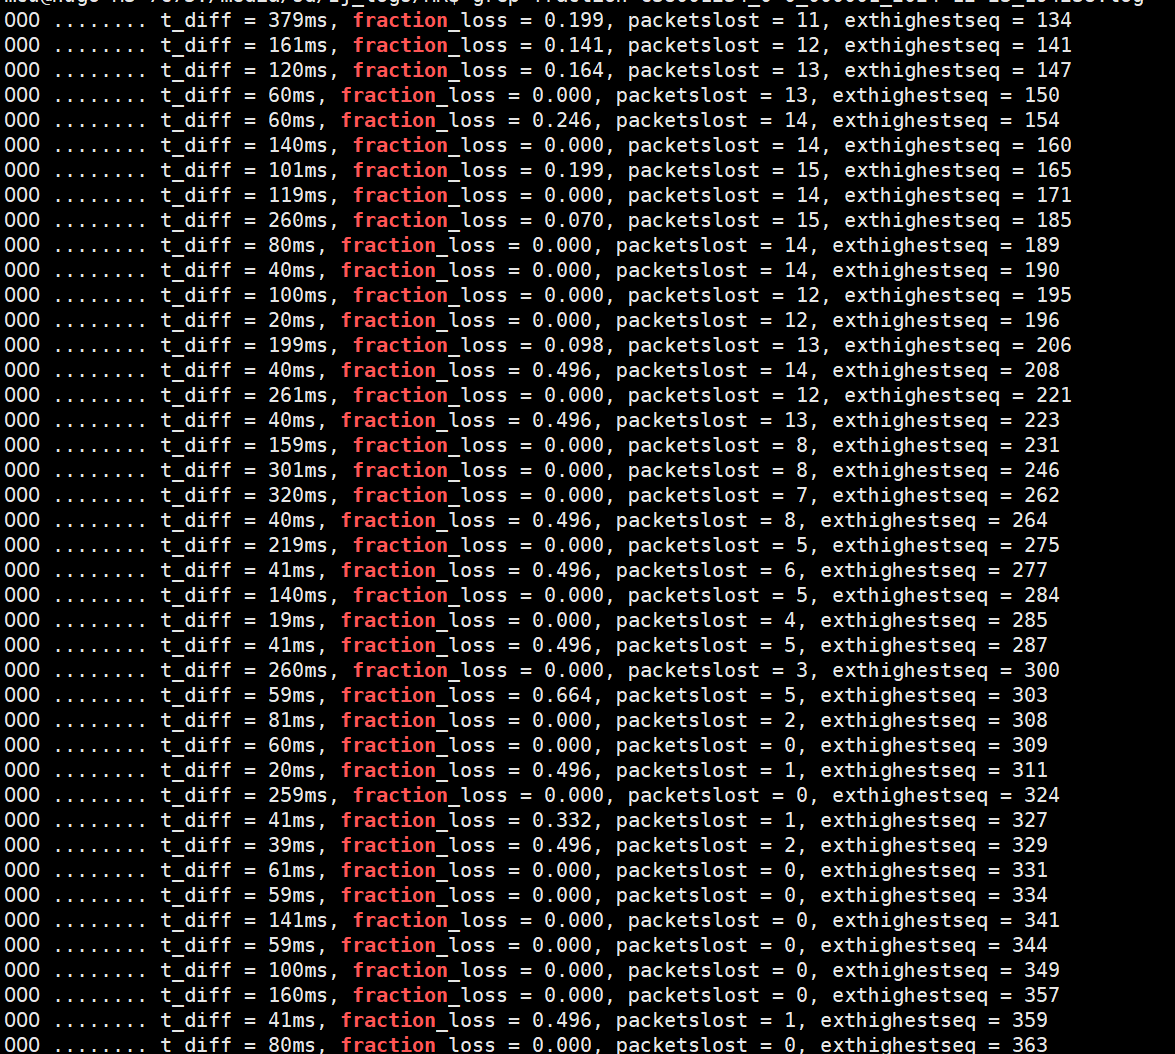 000 ........ t_diff = 379ms, fraction_loss = 0.199, packetslost = 11, exthighestseq = 134
000 ........ t_diff = 161ms, fraction_loss = 0.141, packetslost = 12, exthighestseq = 141
000 ........ t_diff = 120ms, fraction_loss = 0.164, packetslost = 13, exthighestseq = 147
000 ........ t_diff = 60ms, fraction_loss = 0.000, packetslost = 13, exthighestseq = 150
000 ........ t_diff = 60ms, fraction_loss = 0.246, packetslost = 14, exthighestseq = 154
000 ........ t_diff = 140ms, fraction_loss = 0.000, packetslost = 14, exthighestseq = 160
000 ........ t_diff = 101ms, fraction_loss = 0.199, packetslost = 15, exthighestseq = 165
000 ........ t_diff = 119ms, fraction_loss = 0.000, packetslost = 14, exthighestseq = 171
000 ........ t_diff = 260ms, fraction_loss = 0.070, packetslost = 15, exthighestseq = 185
000 ........ t_diff = 80ms, fraction_loss = 0.000, packetslost = 14, exthighestseq = 189
000 ........ t_diff = 40ms, fraction_loss = 0.000, packetslost = 14, exthighestseq = 190
000 ........ t_diff = 100ms, fraction_loss = 0.000, packetslost = 12, exthighestseq = 195
000 ........ t_diff = 20ms, fraction_loss = 0.000, packetslost = 12, exthighestseq = 196
000 ........ t_diff = 199ms, fraction_loss = 0.098, packetslost = 13, exthighestseq = 206
000 ........ t_diff = 40ms, fraction_loss = 0.496, packetslost = 14, exthighestseq = 208
000 ........ t_diff = 261ms, fraction_loss = 0.000, packetslost = 12, exthighestseq = 221
000 ........ t_diff = 40ms, fraction_loss = 0.496, packetslost = 13, exthighestseq = 223
000 ........ t_diff = 159ms, fraction_loss = 0.000, packetslost = 8, exthighestseq = 231
000 ........ t_diff = 301ms, fraction_loss = 0.000, packetslost = 8, exthighestseq = 246
000 ........ t_diff = 320ms, fraction_loss = 0.000, packetslost = 7, exthighestseq = 262
000 ........ t_diff = 40ms, fraction_loss = 0.496, packetslost = 8, exthighestseq = 264
000 ........ t_diff = 219ms, fraction_loss = 0.000, packetslost = 5, exthighestseq = 275
000 ........ t_diff = 41ms, fraction_loss = 0.496, packetslost = 6, exthighestseq = 277
000 ........ t_diff = 140ms, fraction_loss = 0.000, packetslost = 5, exthighestseq = 284
000 ........ t_diff = 19ms, fraction_loss = 0.000, packetslost = 4, exthighestseq = 285
000 ........ t_diff = 41ms, fraction_loss = 0.496, packetslost = 5, exthighestseq = 287
000 ........ t_diff = 260ms, fraction_loss = 0.000, packetslost = 3, exthighestseq = 300
000 ........ t_diff = 59ms, fraction_loss = 0.664, packetslost = 5, exthighestseq = 303
000 ........ t_diff = 81ms, fraction_loss = 0.000, packetslost = 2, exthighestseq = 308
000 ........ t_diff = 60ms, fraction_loss = 0.000, packetslost = 0, exthighestseq = 309
000 ........ t_diff = 20ms, fraction_loss = 0.496, packetslost = 1, exthighestseq = 311
000 ........ t_diff = 259ms, fraction_loss = 0.000, packetslost = 0, exthighestseq = 324
000 ........ t_diff = 41ms, fraction_loss = 0.332, packetslost = 1, exthighestseq = 327
000 ........ t_diff = 39ms, fraction_loss = 0.496, packetslost = 2, exthighestseq = 329
000 ........ t_diff = 61ms, fraction_loss = 0.000, packetslost = 0, exthighestseq = 331
000 ........ t_diff = 59ms, fraction_loss = 0.000, packetslost = 0, exthighestseq = 334
000 ........ t_diff = 141ms, fraction_loss = 0.000, packetslost = 0, exthighestseq = 341
000 ........ t_diff = 59ms, fraction_loss = 0.000, packetslost = 0, exthighestseq = 344
000 ........ t_diff = 100ms, fraction_loss = 0.000, packetslost = 0, exthighestseq = 349
000 ........ t_diff = 160ms, fraction_loss = 0.000, packetslost = 0, exthighestseq = 357
000 ........ t_diff = 41ms, fraction_loss = 0.496, packetslost = 1, exthighestseq = 359
000 ........ t_diff = 80ms, fraction_loss = 0.000, packetslost = 0, exthighestseq = 363